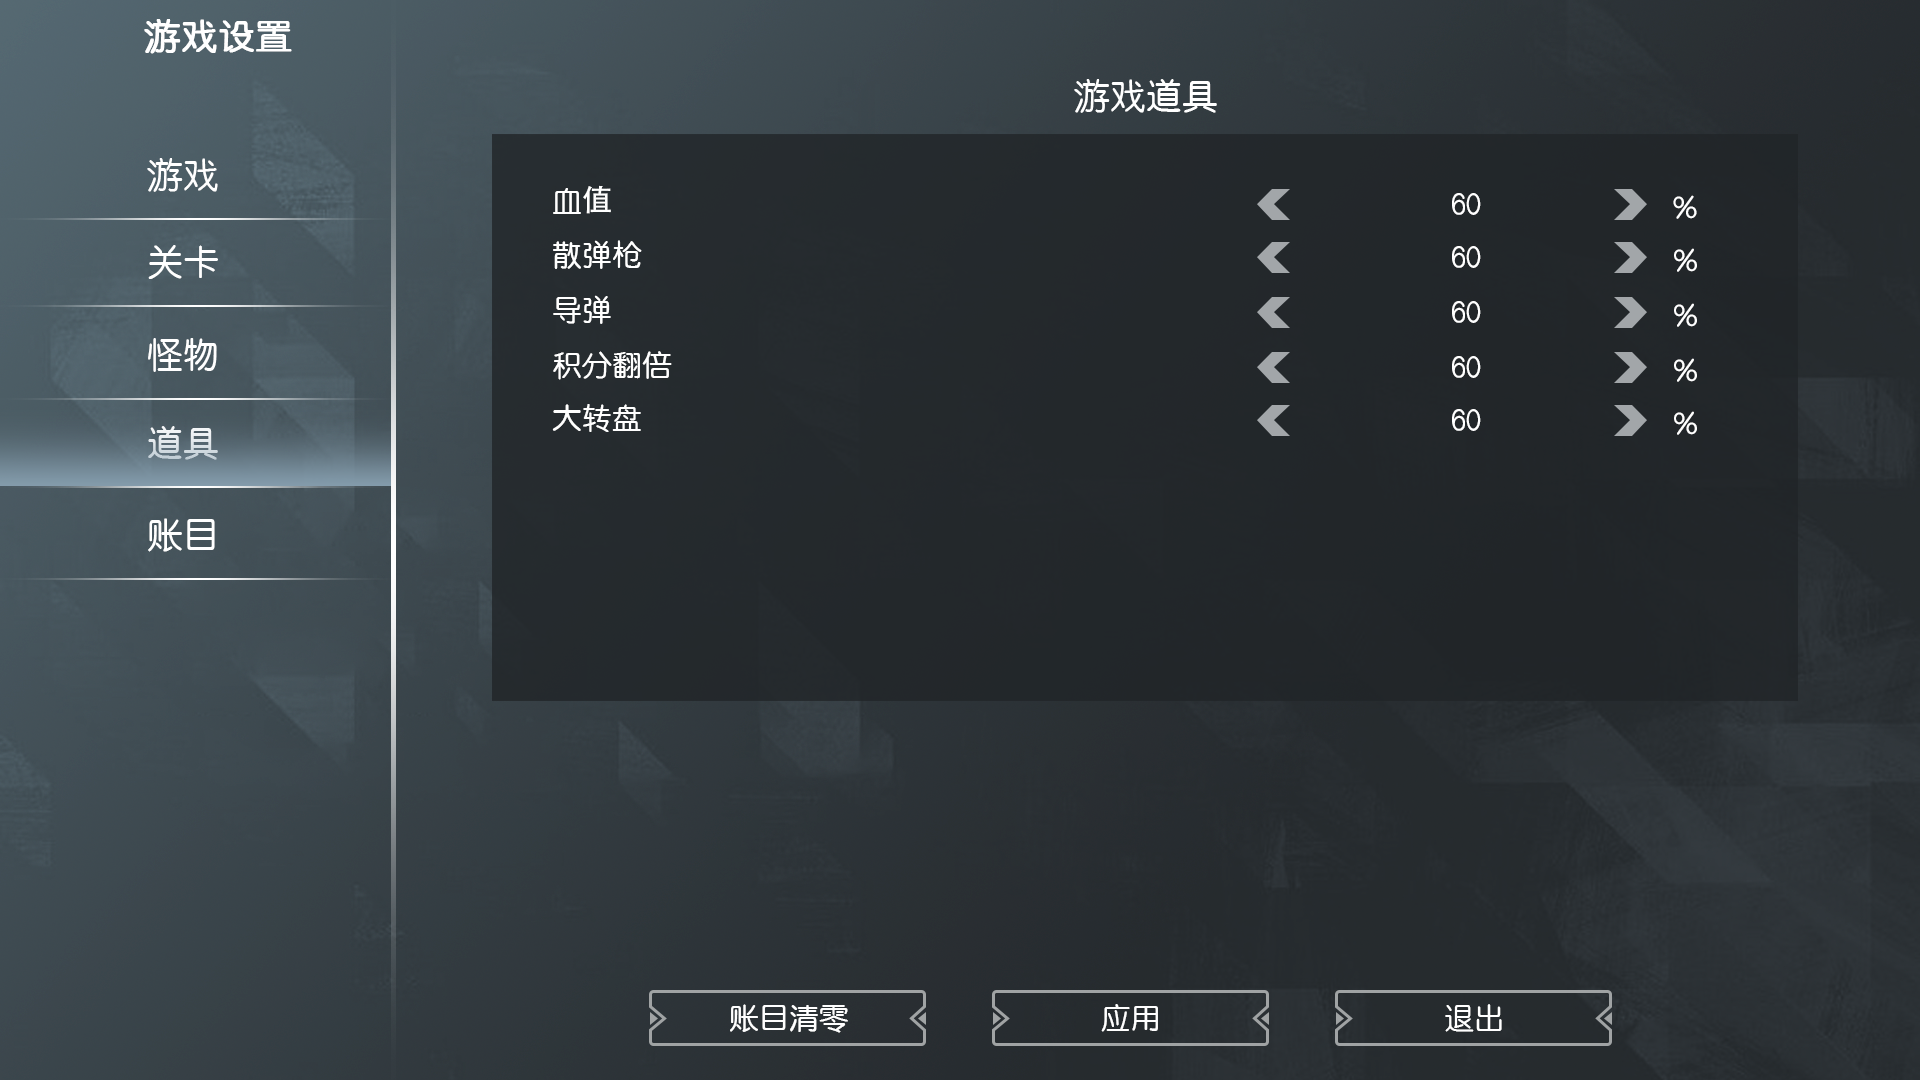 游戏设置
游戏
关卡
怪物
道具
账目
游戏道具
血值 60 %
散弹枪 60 %
导弹 60 %
积分翻倍 60 %
大转盘 60 %
账目清零 应用 退出